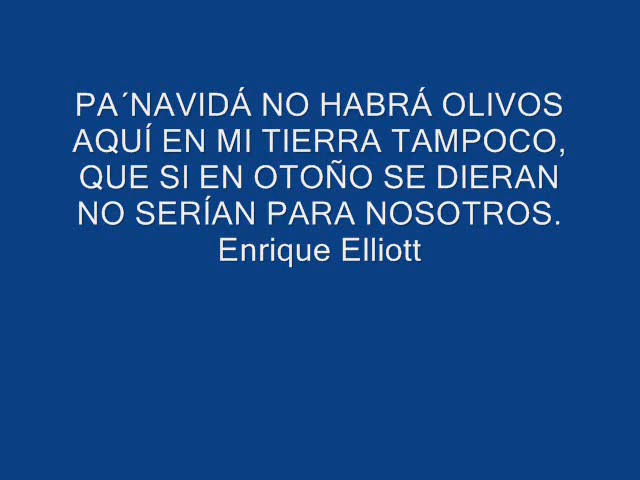 PA´NAVIDÁ NO HABRÁ OLIVOS
AQUÍ EN MI TIERRA TAMPOCO,
QUE SI EN OTOÑO SE DIERAN
NO SERÍAN PARA NOSOTROS.
Enrique Elliott